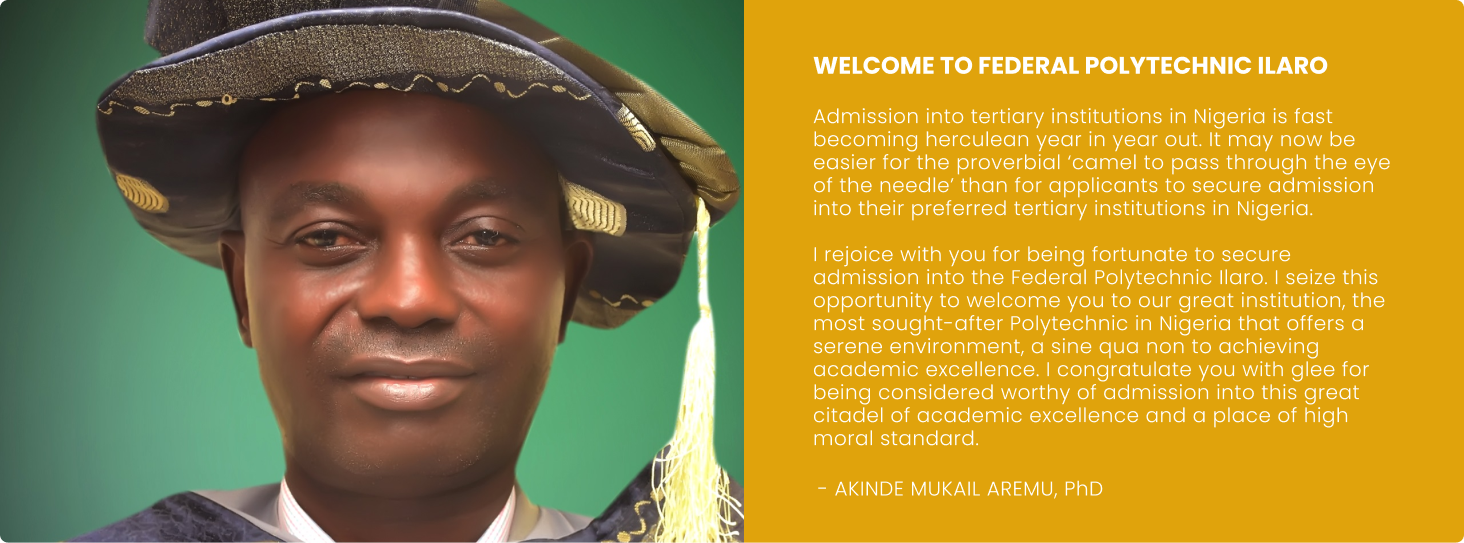 WELCOME TO FEDERAL POLYTECHNIC ILARO
Admission into tertiary institutions in Nigeria is fast
becoming herculean year in year out. It may now be
easier for the proverbial ‘camel to pass through the eye
of the needle’ than for applicants to secure admission
into their preferred tertiary institutions in Nigeria.
I rejoice with you for being fortunate to secure
admission into the Federal Polytechnic Ilaro. I seize this
opportunity to welcome you to our great institution, the
most sought-after Polytechnic in Nigeria that offers a
serene environment, a sine qua non to achieving
academic excellence. I congratulate you with glee for
being considered worthy of admission into this great
citadel of academic excellence and a place of high
moral standard.
- AKINDE MUKAIL AREMU, PhD